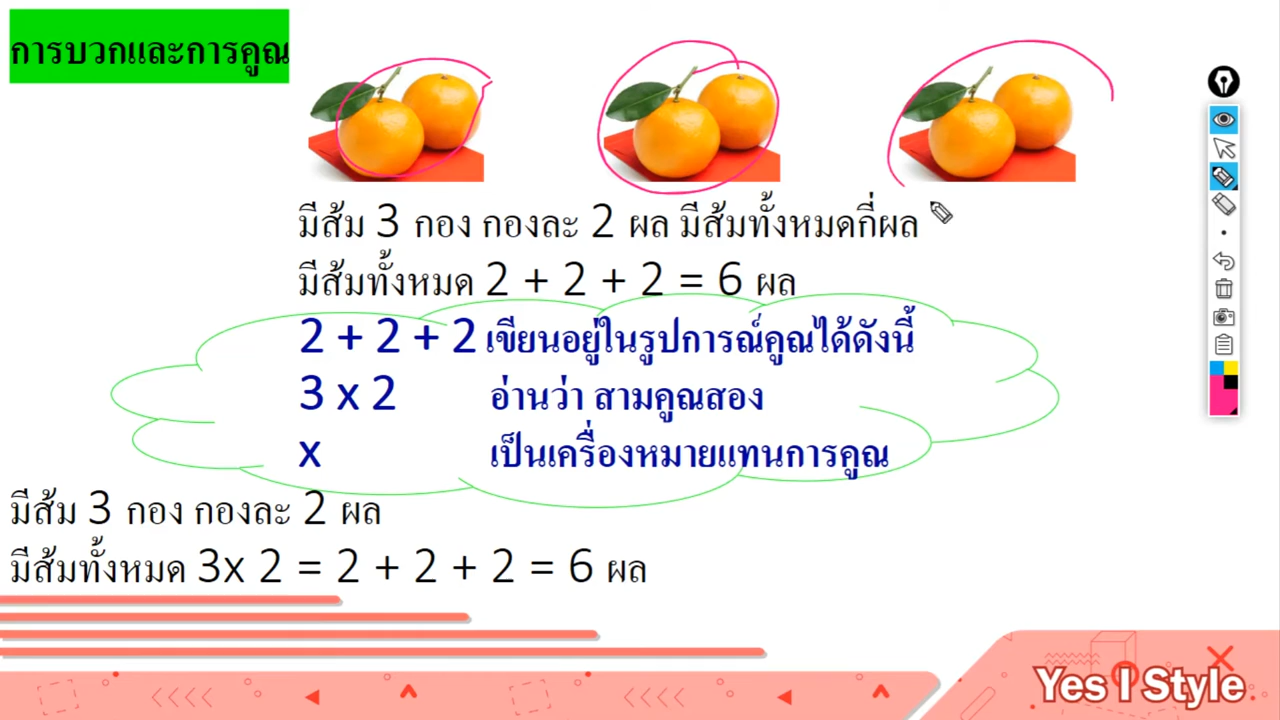 การบวกและการคูณ
มีส้ม 3 กอง กองละ 2 ผล มีส้มทั้งหมดกี่ผล
มีส้มทั้งหมด 2 + 2 + 2 = 6 ผล
2 + 2 + 2 เขียนอยู่ในรูปการณ์คูณได้ดังนี้
3 x 2 อ่านว่า สามคูณสอง
x เป็นเครื่องหมายแทนการคูณ
มีส้ม 3 กอง กองละ 2 ผล
มีส้มทั้งหมด 3x 2 = 2 + 2 + 2 = 6 ผล
Yes I Style